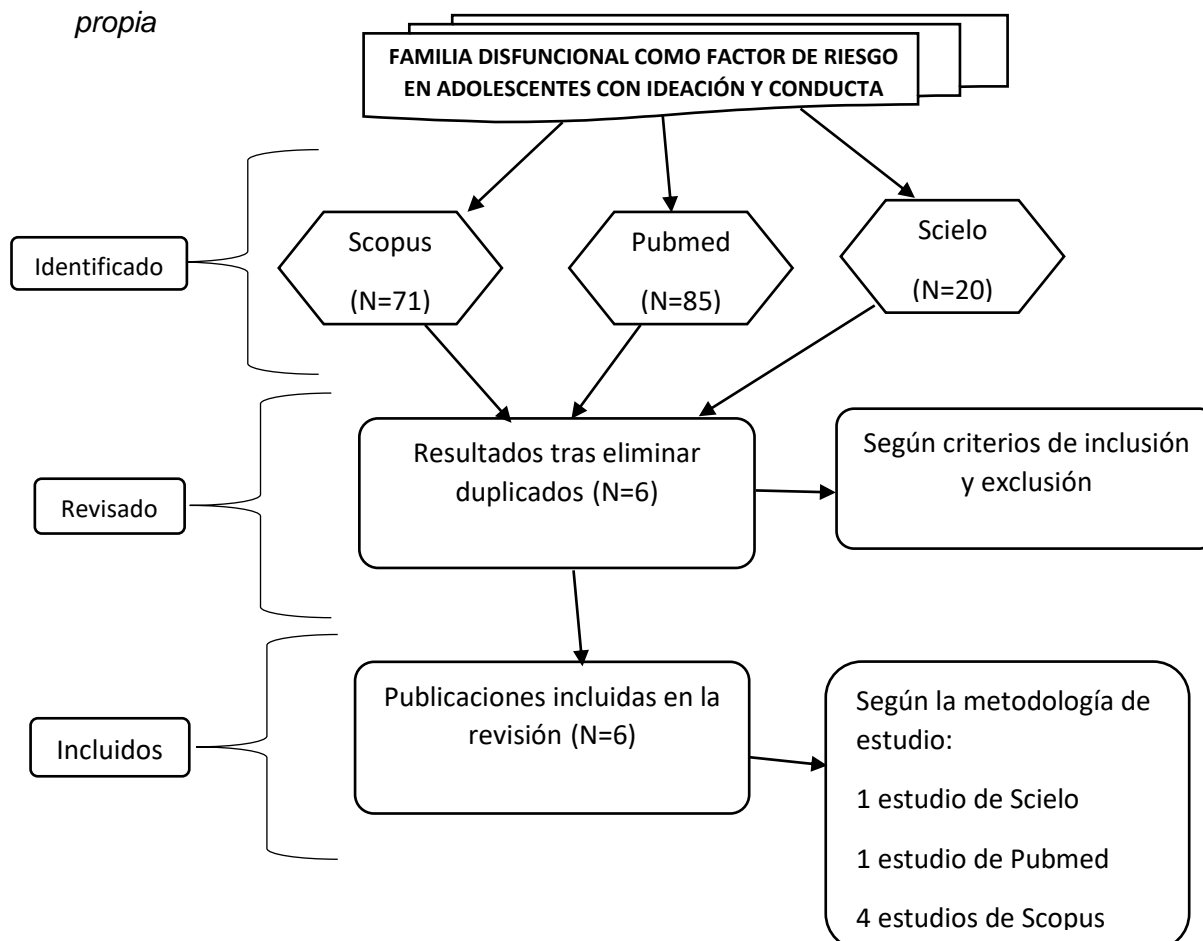 propia
FAMILIA DISFUNCIONAL COMO FACTOR DE RIESGO
EN ADOLESCENTES CON IDEACIÓN Y CONDUCTA
Identificado
Scopus
(N=71)
Pubmed
(N=85)
Scielo
(N=20)
Revisado
Resultados tras eliminar
duplicados (N=6)
Según criterios de inclusión
y exclusión
Incluidos
Publicaciones incluidas en la
revisión (N=6)
Según la metodología de
estudio:
1 estudio de Scielo
1 estudio de Pubmed
4 estudios de Scopus